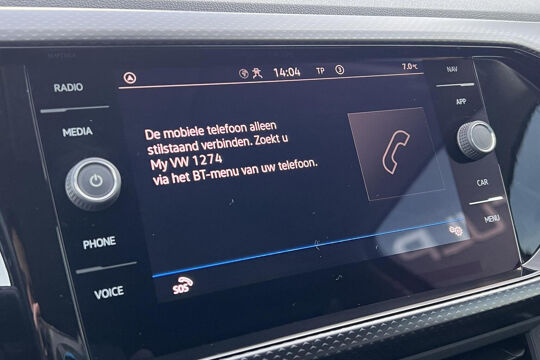 RADIO
MEDIA
PHONE
VOICE
14:04 TP 3 7.0 °C
De mobiele telefoon alleen
stilstaand verbinden. Zoekt u
My VW 1274
via het BT-menu van uw telefoon.
SOS
NAV
APP
CAR
MENU